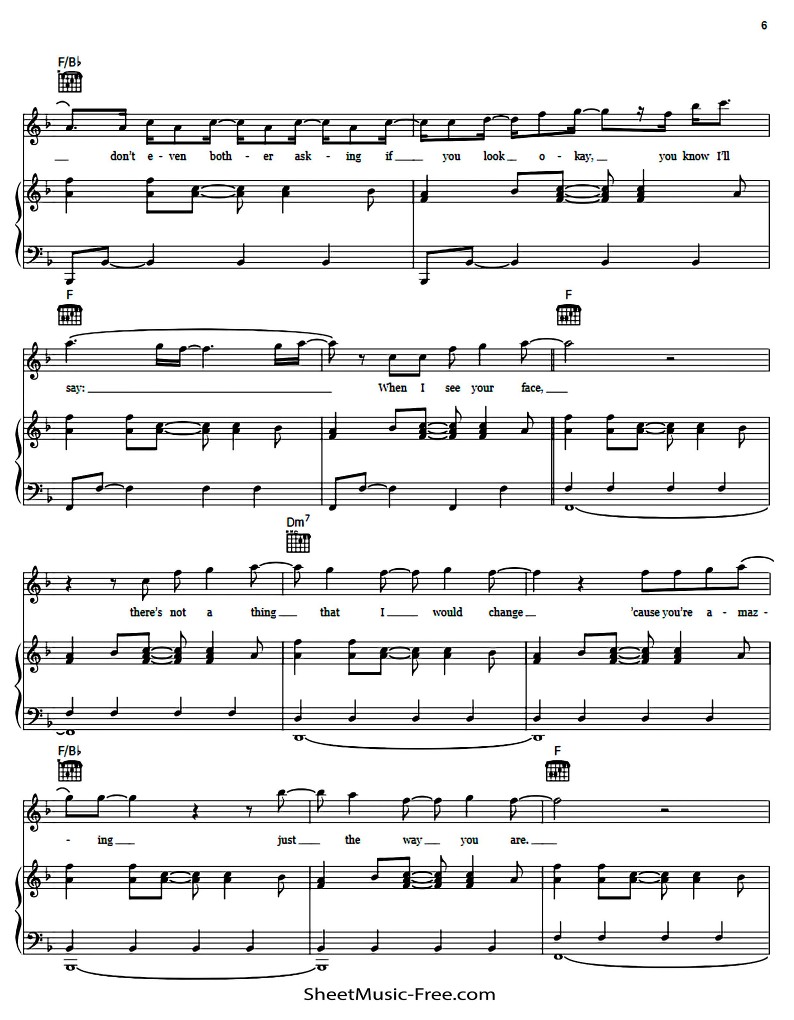 6
F/B♭
don't e - ven both - er ask - ing if you look o - kay, you know I'll
F F
say: When I see your face,
Dm7
there's not a thing that I would change 'cause you're a - maz -
F/B♭ F
- ing just the way you are.
SheetMusic-Free.com